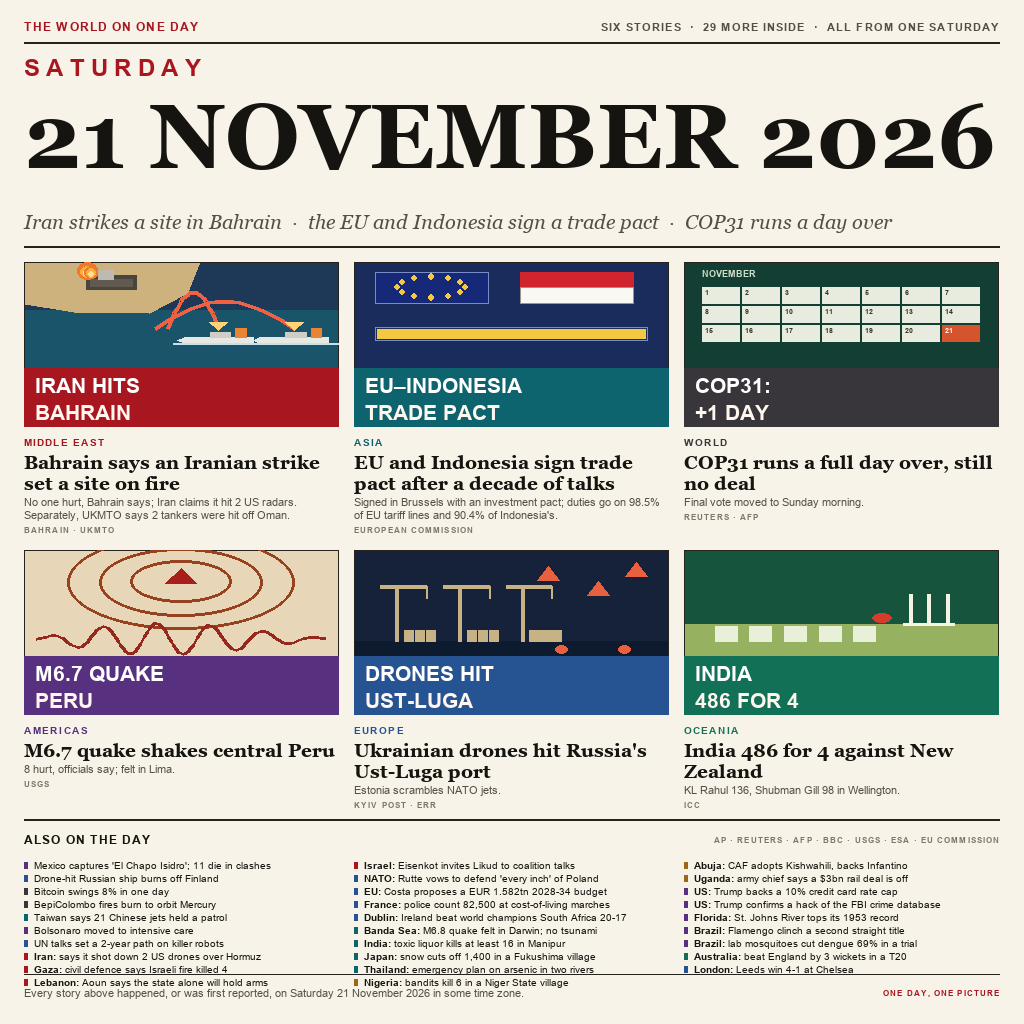 THE WORLD ON ONE DAY
SIX STORIES · 29 MORE INSIDE · ALL FROM ONE SATURDAY
SATURDAY
21 NOVEMBER 2026
Iran strikes a site in Bahrain · the EU and Indonesia sign a trade pact · COP31 runs a day over
IRAN HITS
BAHRAIN
MIDDLE EAST
Bahrain says an Iranian strike
set a site on fire
No one hurt, Bahrain says; Iran claims it hit 2 US radars.
Separately, UKMTO says 2 tankers were hit off Oman.
BAHRAIN · UKMTO
EU–INDONESIA
TRADE PACT
ASIA
EU and Indonesia sign trade
pact after a decade of talks
Signed in Brussels with an investment pact; duties go on 98.5%
of EU tariff lines and 90.4% of Indonesia's.
EUROPEAN COMMISSION
NOVEMBER
1 2 3 4 5 6 7
8 9 10 11 12 13 14
15 16 17 18 19 20 21
COP31:
+1 DAY
WORLD
COP31 runs a full day over, still
no deal
Final vote moved to Sunday morning.
REUTERS · AFP
M6.7 QUAKE
PERU
AMERICAS
M6.7 quake shakes central Peru
8 hurt, officials say; felt in Lima.
USGS
DRONES HIT
UST-LUGA
EUROPE
Ukrainian drones hit Russia's
Ust-Luga port
Estonia scrambles NATO jets.
KYIV POST · ERR
INDIA
486 FOR 4
OCEANIA
India 486 for 4 against New
Zealand
KL Rahul 136, Shubman Gill 98 in Wellington.
ICC
ALSO ON THE DAY
AP · REUTERS · AFP · BBC · USGS · ESA · EU COMMISSION
Mexico captures 'El Chapo Isidro'; 11 die in clashes
Drone-hit Russian ship burns off Finland
Bitcoin swings 8% in one day
BepiColombo fires burn to orbit Mercury
Taiwan says 21 Chinese jets held a patrol
Bolsonaro moved to intensive care
UN talks set a 2-year path on killer robots
Iran: says it shot down 2 US drones over Hormuz
Gaza: civil defence says Israeli fire killed 4
Lebanon: Aoun says the state alone will hold arms
Israel: Eisenkot invites Likud to coalition talks
NATO: Rutte vows to defend 'every inch' of Poland
EU: Costa proposes a EUR 1.582tn 2028-34 budget
France: police count 82,500 at cost-of-living marches
Dublin: Ireland beat world champions South Africa 20-17
Banda Sea: M6.8 quake felt in Darwin; no tsunami
India: toxic liquor kills at least 16 in Manipur
Japan: snow cuts off 1,400 in a Fukushima village
Thailand: emergency plan on arsenic in two rivers
Nigeria: bandits kill 6 in a Niger State village
Abuja: CAF adopts Kishwahili, backs Infantino
Uganda: army chief says a $3bn rail deal is off
US: Trump backs a 10% credit card rate cap
US: Trump confirms a hack of the FBI crime database
Florida: St. Johns River tops its 1953 record
Brazil: Flamengo clinch a second straight title
Brazil: lab mosquitoes cut dengue 69% in a trial
Australia: beat England by 3 wickets in a T20
London: Leeds win 4-1 at Chelsea
Every story above happened, or was first reported, on Saturday 21 November 2026 in some time zone.
ONE DAY, ONE PICTURE